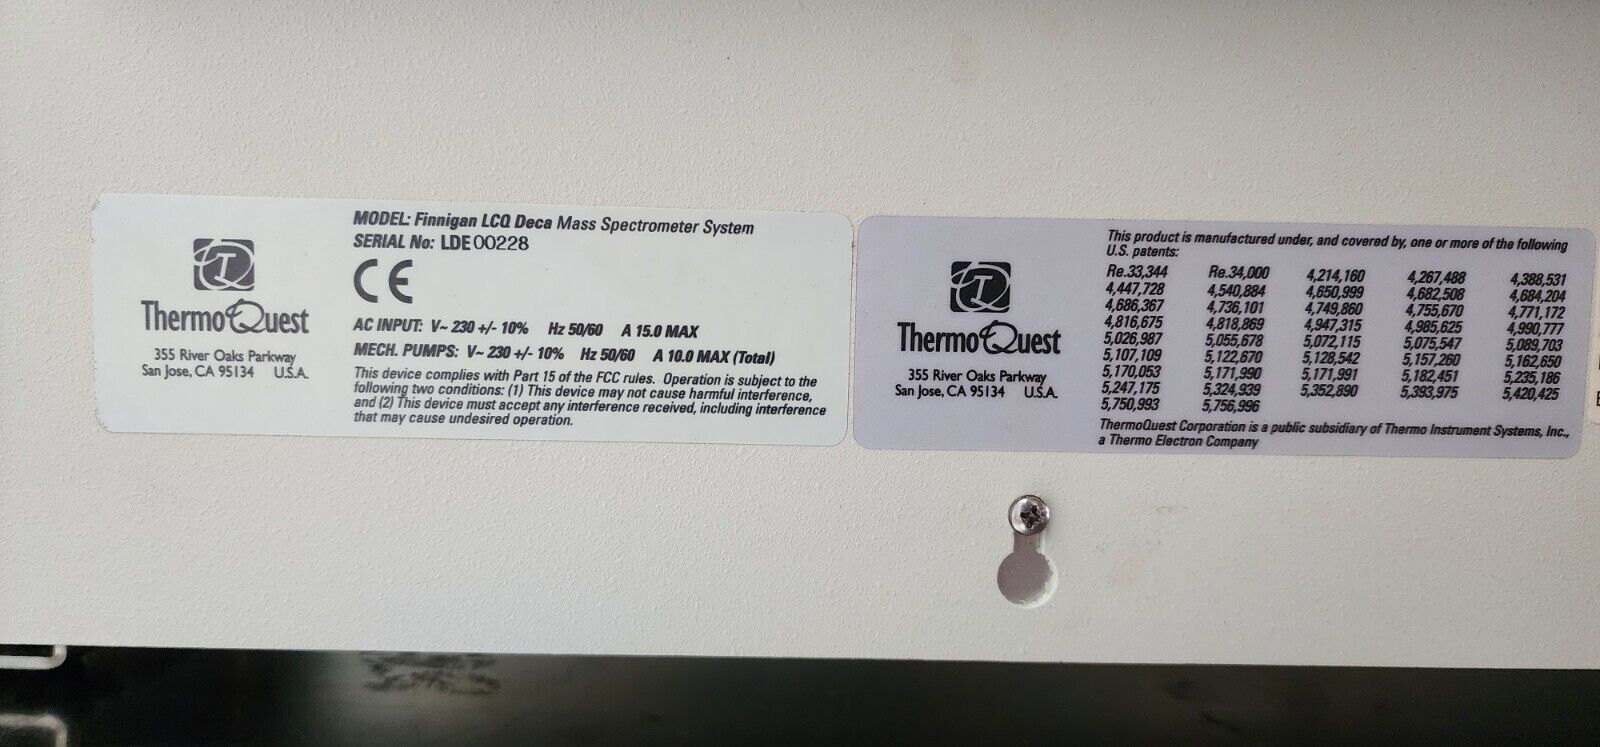 ThermoQuest
355 River Oaks Parkway
San Jose, CA 95134 U.S.A.
MODEL: Finnigan LCQ Deca Mass Spectrometer System
SERIAL No: LDE00228
CE
AC INPUT: V~ 230 +/- 10% Hz 50/60 A 15.0 MAX
MECH. PUMPS: V~ 230 +/- 10% Hz 50/60 A 10.0 MAX (Total)
This device complies with Part 15 of the FCC rules. Operation is subject to the
following two conditions: (1) This device may not cause harmful interference,
and (2) This device must accept any interference received, including interference
that may cause undesired operation.
ThermoQuest
355 River Oaks Parkway
San Jose, CA 95134 U.S.A.
This product is manufactured under, and covered by, one or more of the following
U.S. patents:
Re.33,344 Re.34,000 4,214,160 4,267,488 4,388,531
4,447,728 4,540,884 4,650,999 4,682,508 4,684,204
4,686,367 4,736,101 4,749,860 4,755,670 4,771,172
4,816,675 4,818,869 4,947,315 4,985,625 4,990,777
5,026,987 5,055,678 5,072,115 5,075,547 5,089,703
5,107,109 5,122,670 5,128,542 5,157,260 5,162,650
5,170,053 5,171,990 5,171,991 5,182,451 5,235,186
5,247,175 5,324,939 5,352,890 5,393,975 5,420,425
5,750,993 5,756,996
ThermoQuest Corporation is a public subsidiary of Thermo Instrument Systems, Inc.,
a Thermo Electron Company